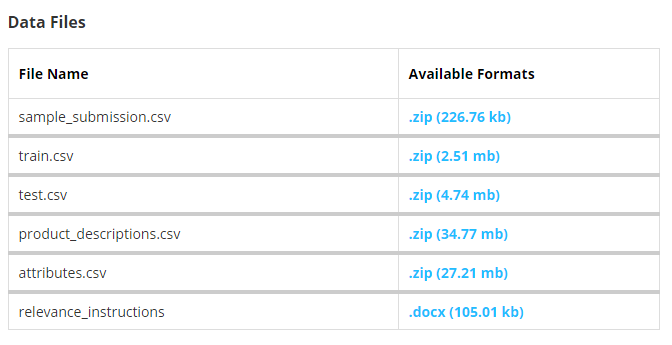 Data Files
File Name Available Formats
sample_submission.csv .zip (226.76 kb)
train.csv .zip (2.51 mb)
test.csv .zip (4.74 mb)
product_descriptions.csv .zip (34.77 mb)
attributes.csv .zip (27.21 mb)
relevance_instructions .docx (105.01 kb)